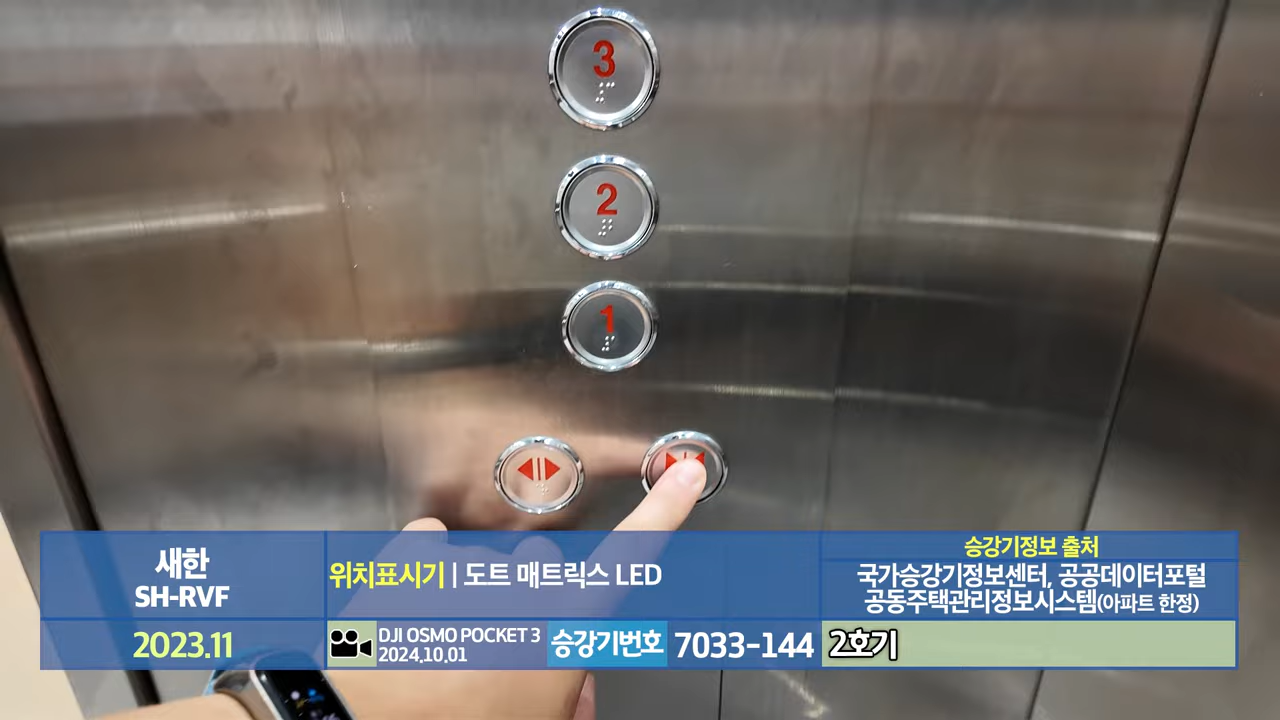 3
2
1
새한
SH-RVF
2023.11
위치표시기 | 도트 매트릭스 LED
DJI OSMO POCKET 3
2024.10.01
승강기번호 7033-144
2호기
승강기정보 출처
국가승강기정보센터, 공공데이터포털
공동주택관리정보시스템(아파트 한정)